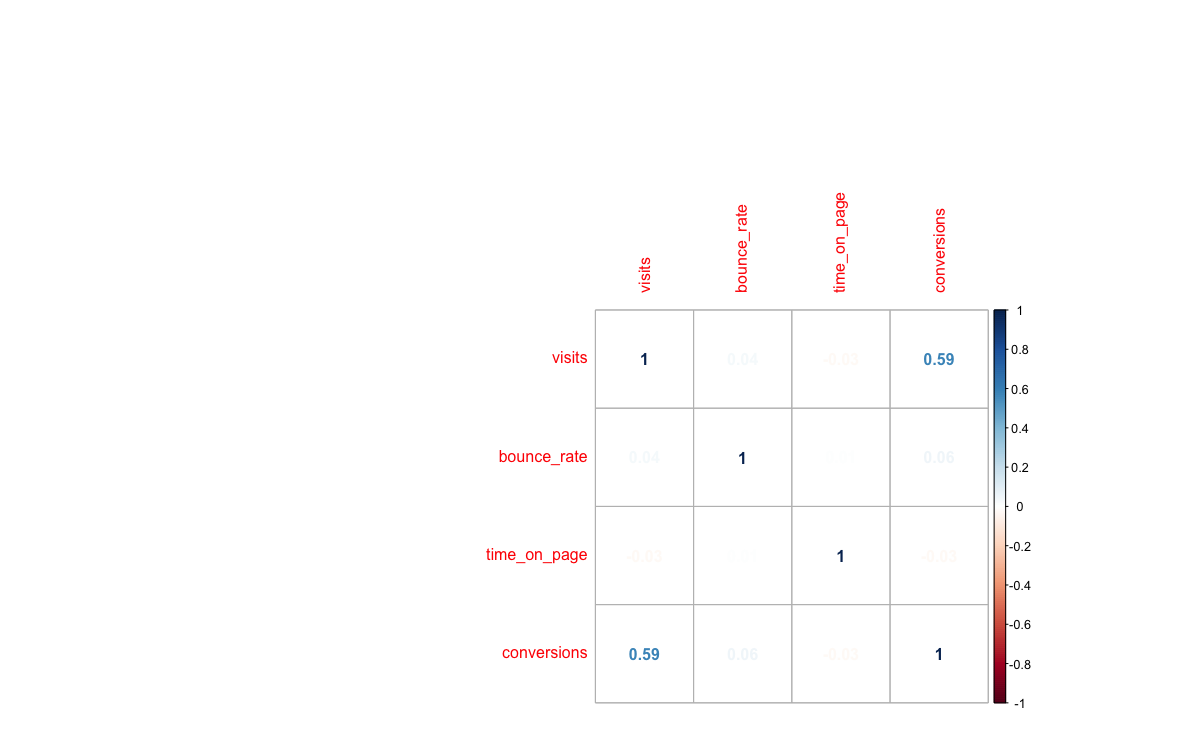 visits
bounce_rate
time_on_page
conversions
visits 1 0.04 -0.03 0.59
bounce_rate 0.04 1 0.06
time_on_page -0.03 1 -0.03
conversions 0.59 0.06 -0.03 1
1
0.8
0.6
0.4
0.2
0
-0.2
-0.4
-0.6
-0.8
-1